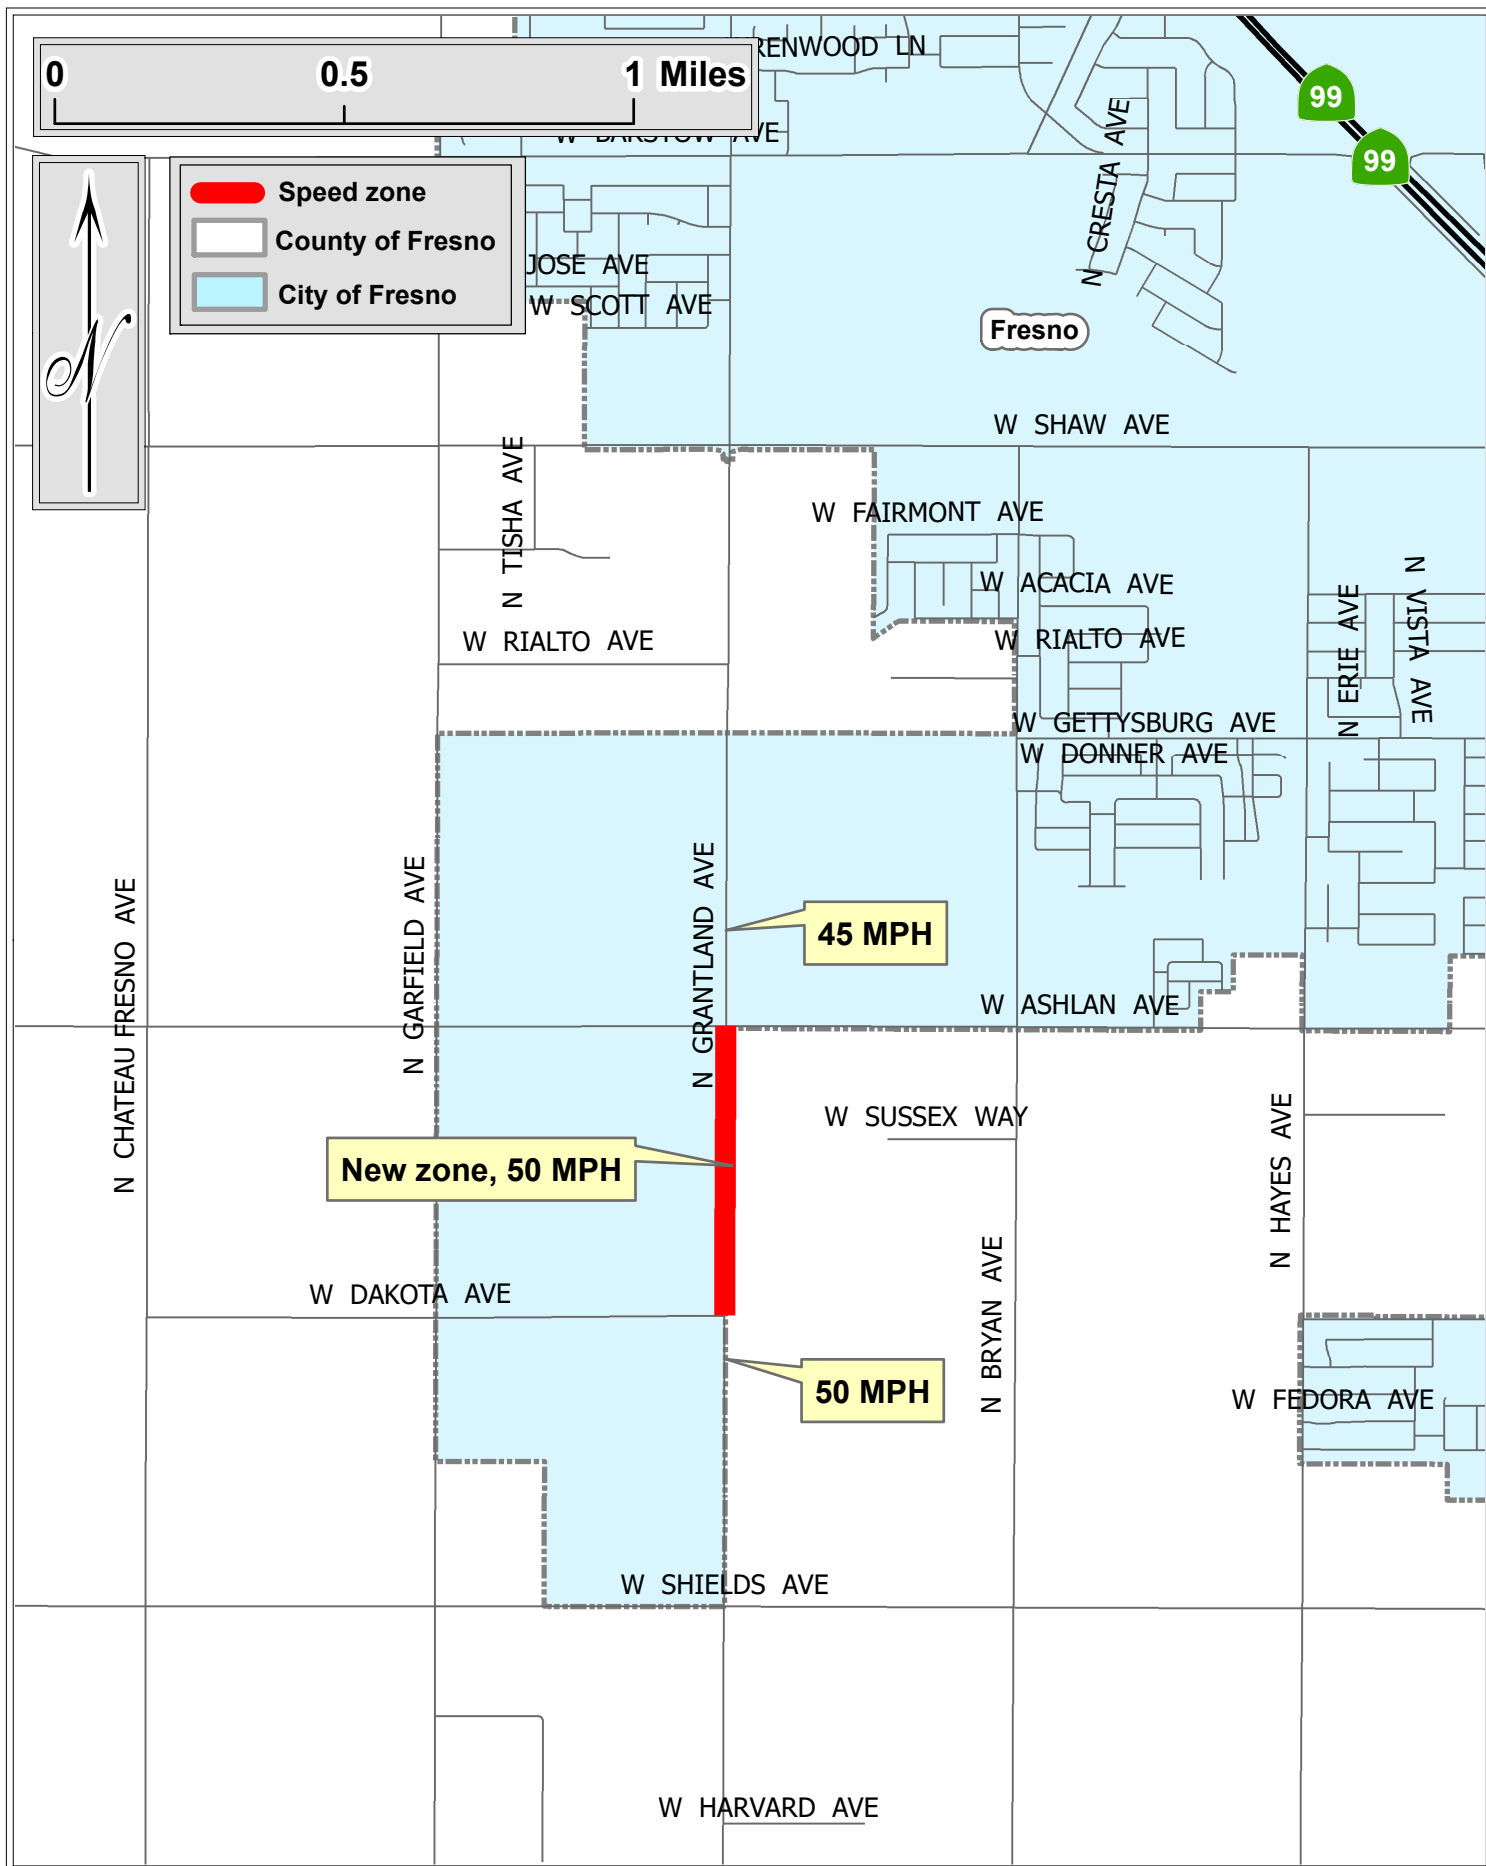 0 0.5 1 Miles
RENWOOD LN
99
W BARSTOW AVE
99
N CRESTA AVE
Speed zone
County of Fresno
City of Fresno
N
JOSE AVE
W SCOTT AVE
Fresno
W SHAW AVE
N TISHA AVE
W FAIRMONT AVE
W ACACIA AVE
N VISTA AVE
N ERIE AVE
W RIALTO AVE
W RIALTO AVE
W GETTYSBURG AVE
W DONNER AVE
N CHATEAU FRESNO AVE
N GARFIELD AVE
N GRANTLAND AVE
45 MPH
W ASHLAN AVE
W SUSSEX WAY
N HAYES AVE
New zone, 50 MPH
N BRYAN AVE
W DAKOTA AVE
50 MPH
W FEDORA AVE
W SHIELDS AVE
W HARVARD AVE